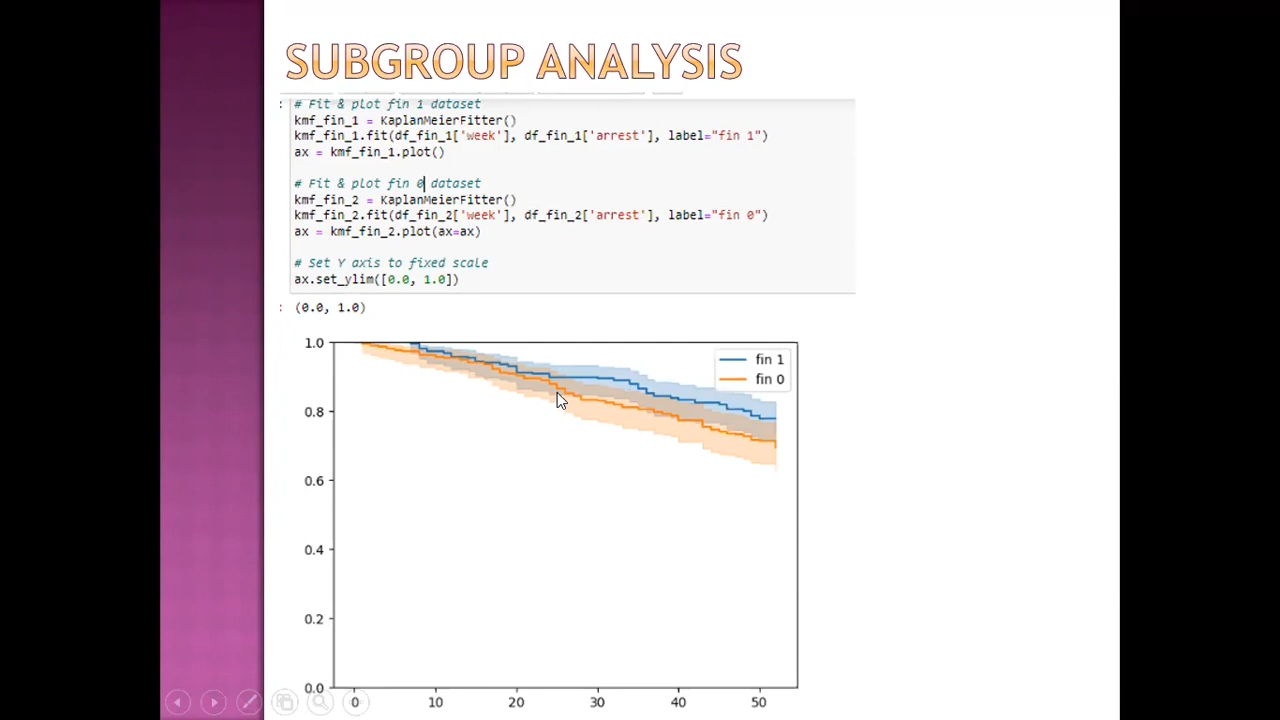 SUBGROUP ANALYSIS
: # Fit & plot fin 1 dataset
kmf_fin_1 = KaplanMeierFitter()
kmf_fin_1.fit(df_fin_1['week'], df_fin_1['arrest'], label="fin 1")
ax = kmf_fin_1.plot()
# Fit & plot fin 0 dataset
kmf_fin_2 = KaplanMeierFitter()
kmf_fin_2.fit(df_fin_2['week'], df_fin_2['arrest'], label="fin 0")
ax = kmf_fin_2.plot(ax=ax)
# Set Y axis to fixed scale
ax.set_ylim([0.0, 1.0])
: (0.0, 1.0)
1.0
fin 1
fin 0
0.8
0.6
0.4
0.2
0.0
0 10 20 30 40 50